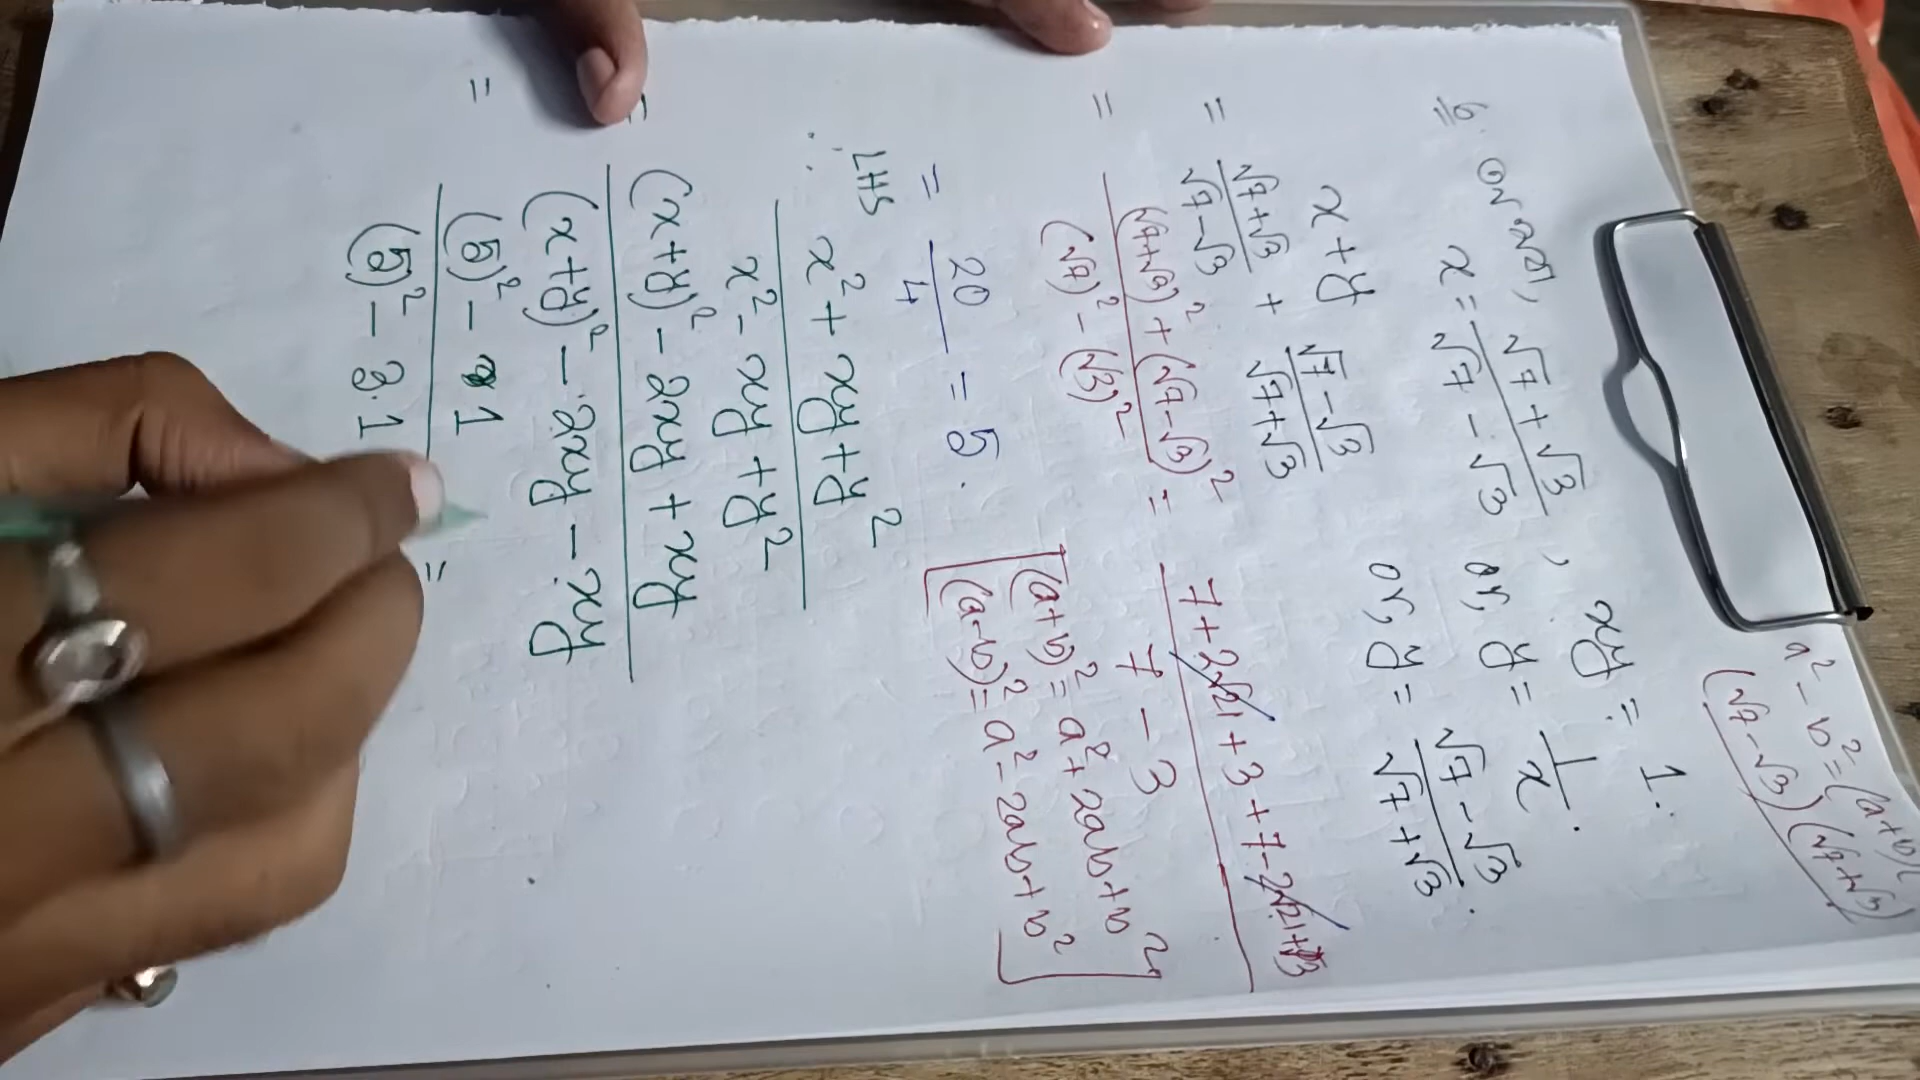 a² - b² = (a+b)
(√7 - √3)(√7+√3)
6. দেওয়া, x = (√7 + √3)/(√7 - √3), xy = 1.
or, y = 1/x.
x + y
or, y = (√7 - √3)/(√7 + √3).
= (√7+√3)/(√7-√3) + (√7-√3)/(√7+√3)
= ((√7+√3)² + (√7-√3)²)/((√7)² - (√3)²) = (7+2√21+3+7-2√21+3)/(7 - 3)
= 20/4 = 5.
(a+b)² = a²+2ab+b²
(a-b)² = a²-2ab+b²
∴ LHS (x² + xy + y²)/(x² - xy + y²)
= ((x+y)² - 2xy + xy)/((x+y)² - 2xy - xy)
= ((5)² - 1)/((5)² - 3.1) =